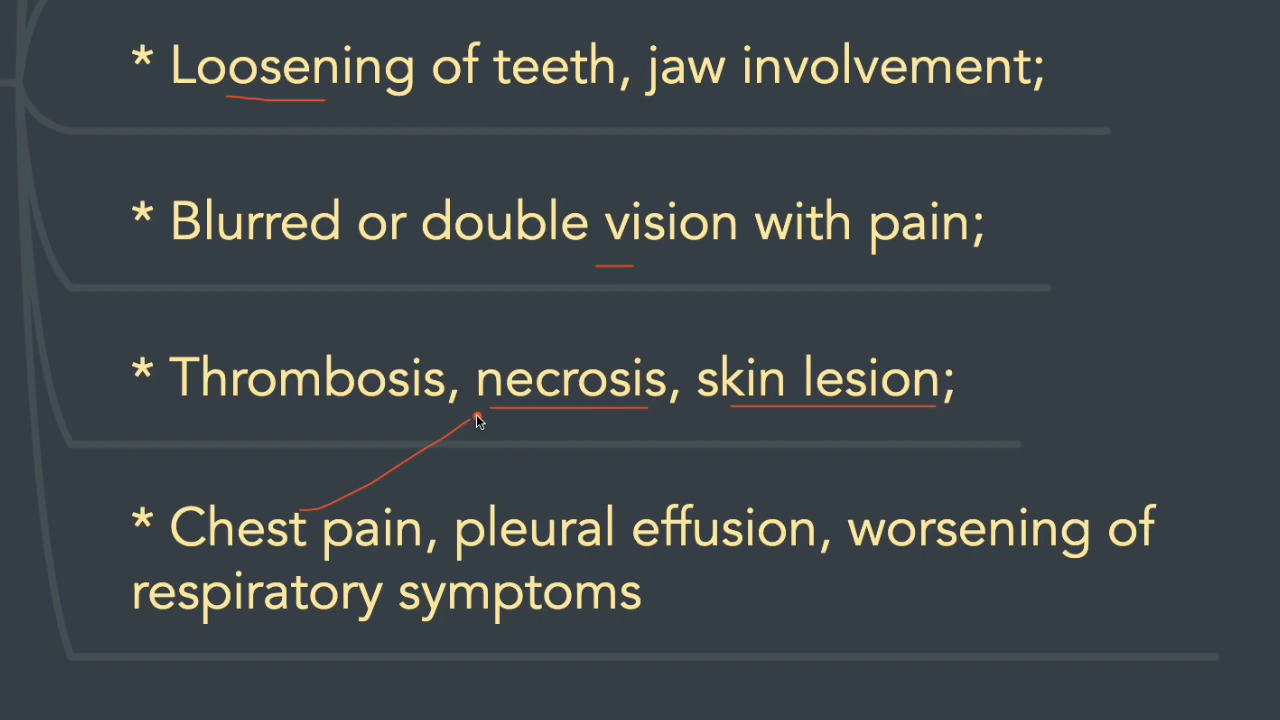 * Loosening of teeth, jaw involvement;
* Blurred or double vision with pain;
* Thrombosis, necrosis, skin lesion;
* Chest pain, pleural effusion, worsening of
respiratory symptoms